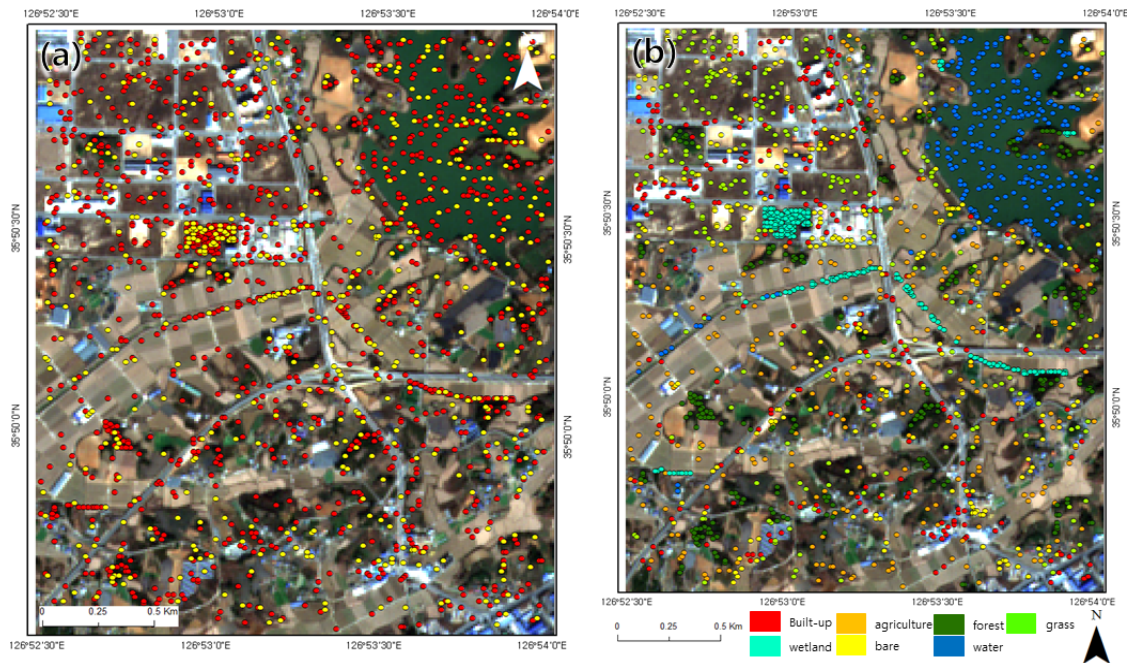 126°52'30"E 126°53'0"E 126°53'30"E 126°54'0"E
126°52'30"E 126°53'0"E 126°53'30"E 126°54'0"E
(a)
(b)
35°50'30"N
35°50'30"N
35°50'30"N
35°50'30"N
35°50'0"N
35°50'0"N
35°50'0"N
35°50'0"N
0 0.25 0.5 Km
126°52'30"E 126°53'0"E 126°53'30"E 126°54'0"E
126°52'30"E 126°53'0"E 126°53'30"E 126°54'0"E
0 0.25 0.5 Km
Built-up agriculture forest grass
wetland bare water
N